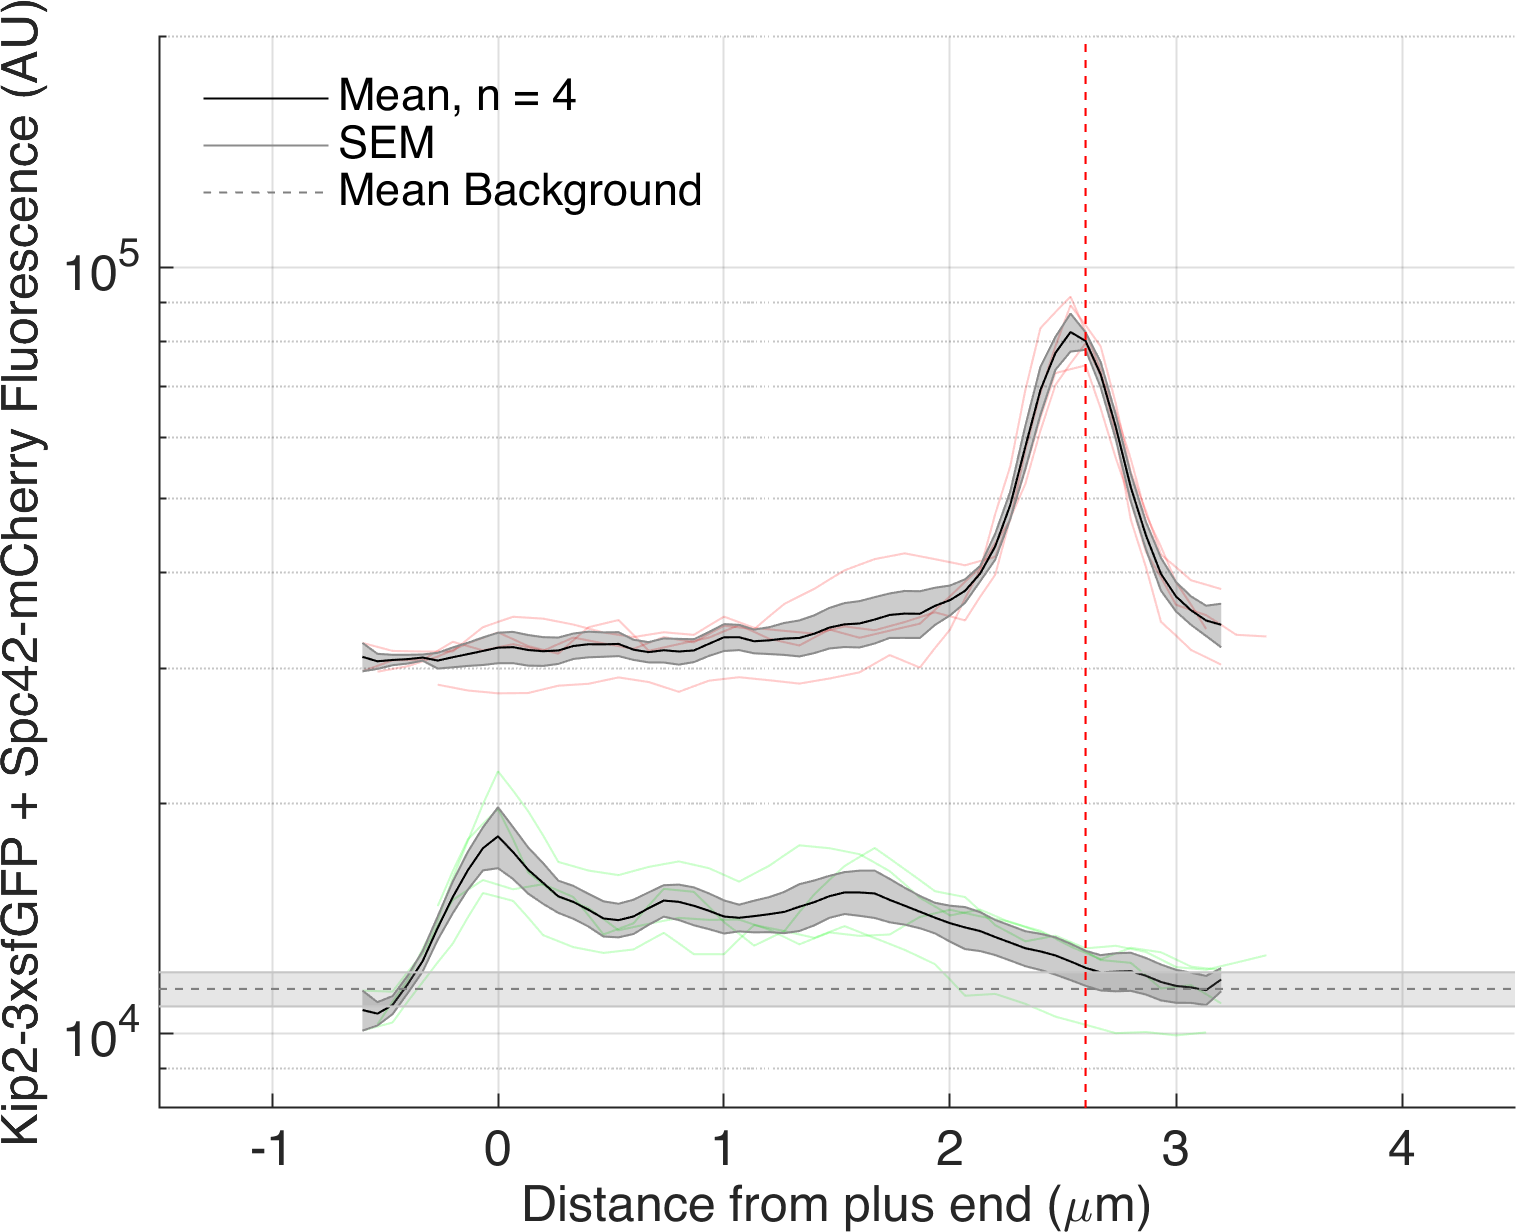 Kip2-3xsfGFP + Spc42-mCherry Fluorescence (AU)
Mean, n = 4
SEM
Mean Background
10^5
10^4
-1 0 1 2 3 4
Distance from plus end (μm)